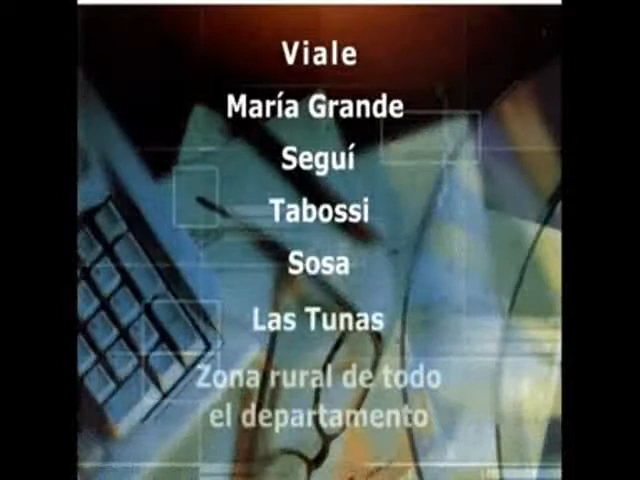 Viale
María Grande
Seguí
Tabossi
Sosa
Las Tunas
Zona rural de todo
el departamento